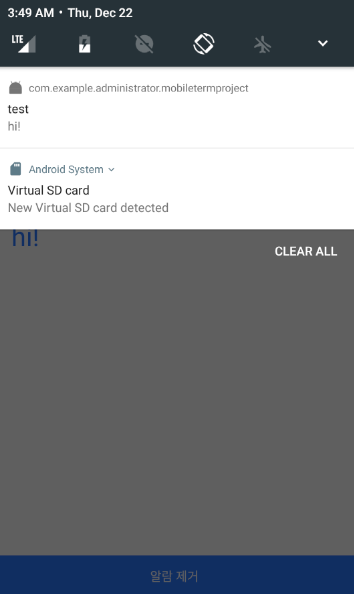 3:49 AM • Thu, Dec 22
LTE
com.example.administrator.mobiletermproject
test
hi!
Android System
Virtual SD card
New Virtual SD card detected
hi!
CLEAR ALL
알람 제거